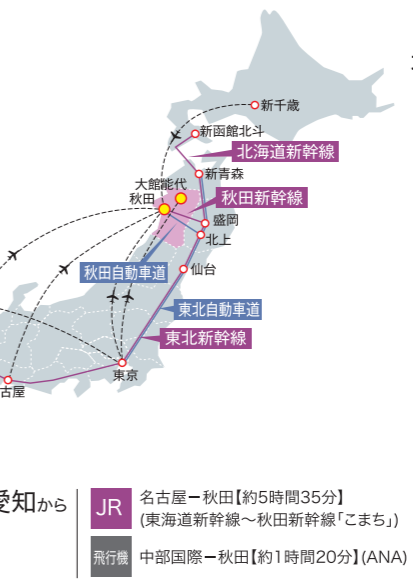 新千歳
新函館北斗
北海道新幹線
新青森
大館能代
秋田
秋田新幹線
盛岡
北上
秋田自動車道
仙台
東北自動車道
東北新幹線
東京
古屋
愛知から
JR
名古屋ー秋田【約5時間35分】
(東海道新幹線〜秋田新幹線「こまち」)
飛行機
中部国際ー秋田【約1時間20分】(ANA)